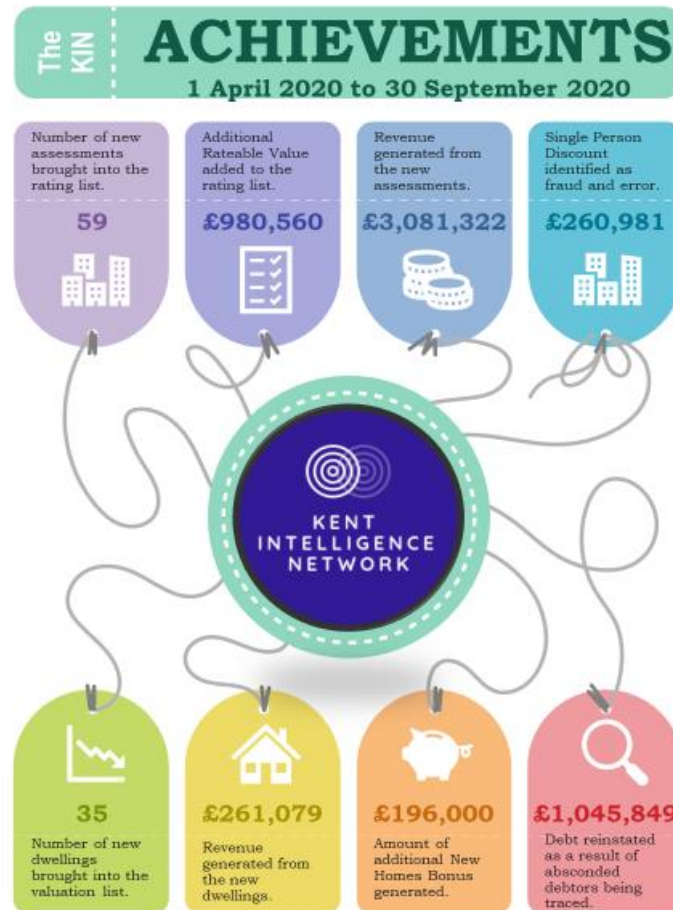 The
KIN
ACHIEVEMENTS
1 April 2020 to 30 September 2020
Number of new
assessments
brought into the
rating list.
59
Additional
Rateable Value
added to the
rating list.
£980,560
Revenue
generated from
the new
assessments.
£3,081,322
Single Person
Discount
identified as
fraud and error.
£260,981
KENT
INTELLIGENCE
NETWORK
35
Number of new
dwellings
brought into the
valuation list.
£261,079
Revenue
generated from
the new
dwellings.
£196,000
Amount of
additional New
Homes Bonus
generated.
£1,045,849
Debt reinstated
as a result of
absconded
debtors being
traced.